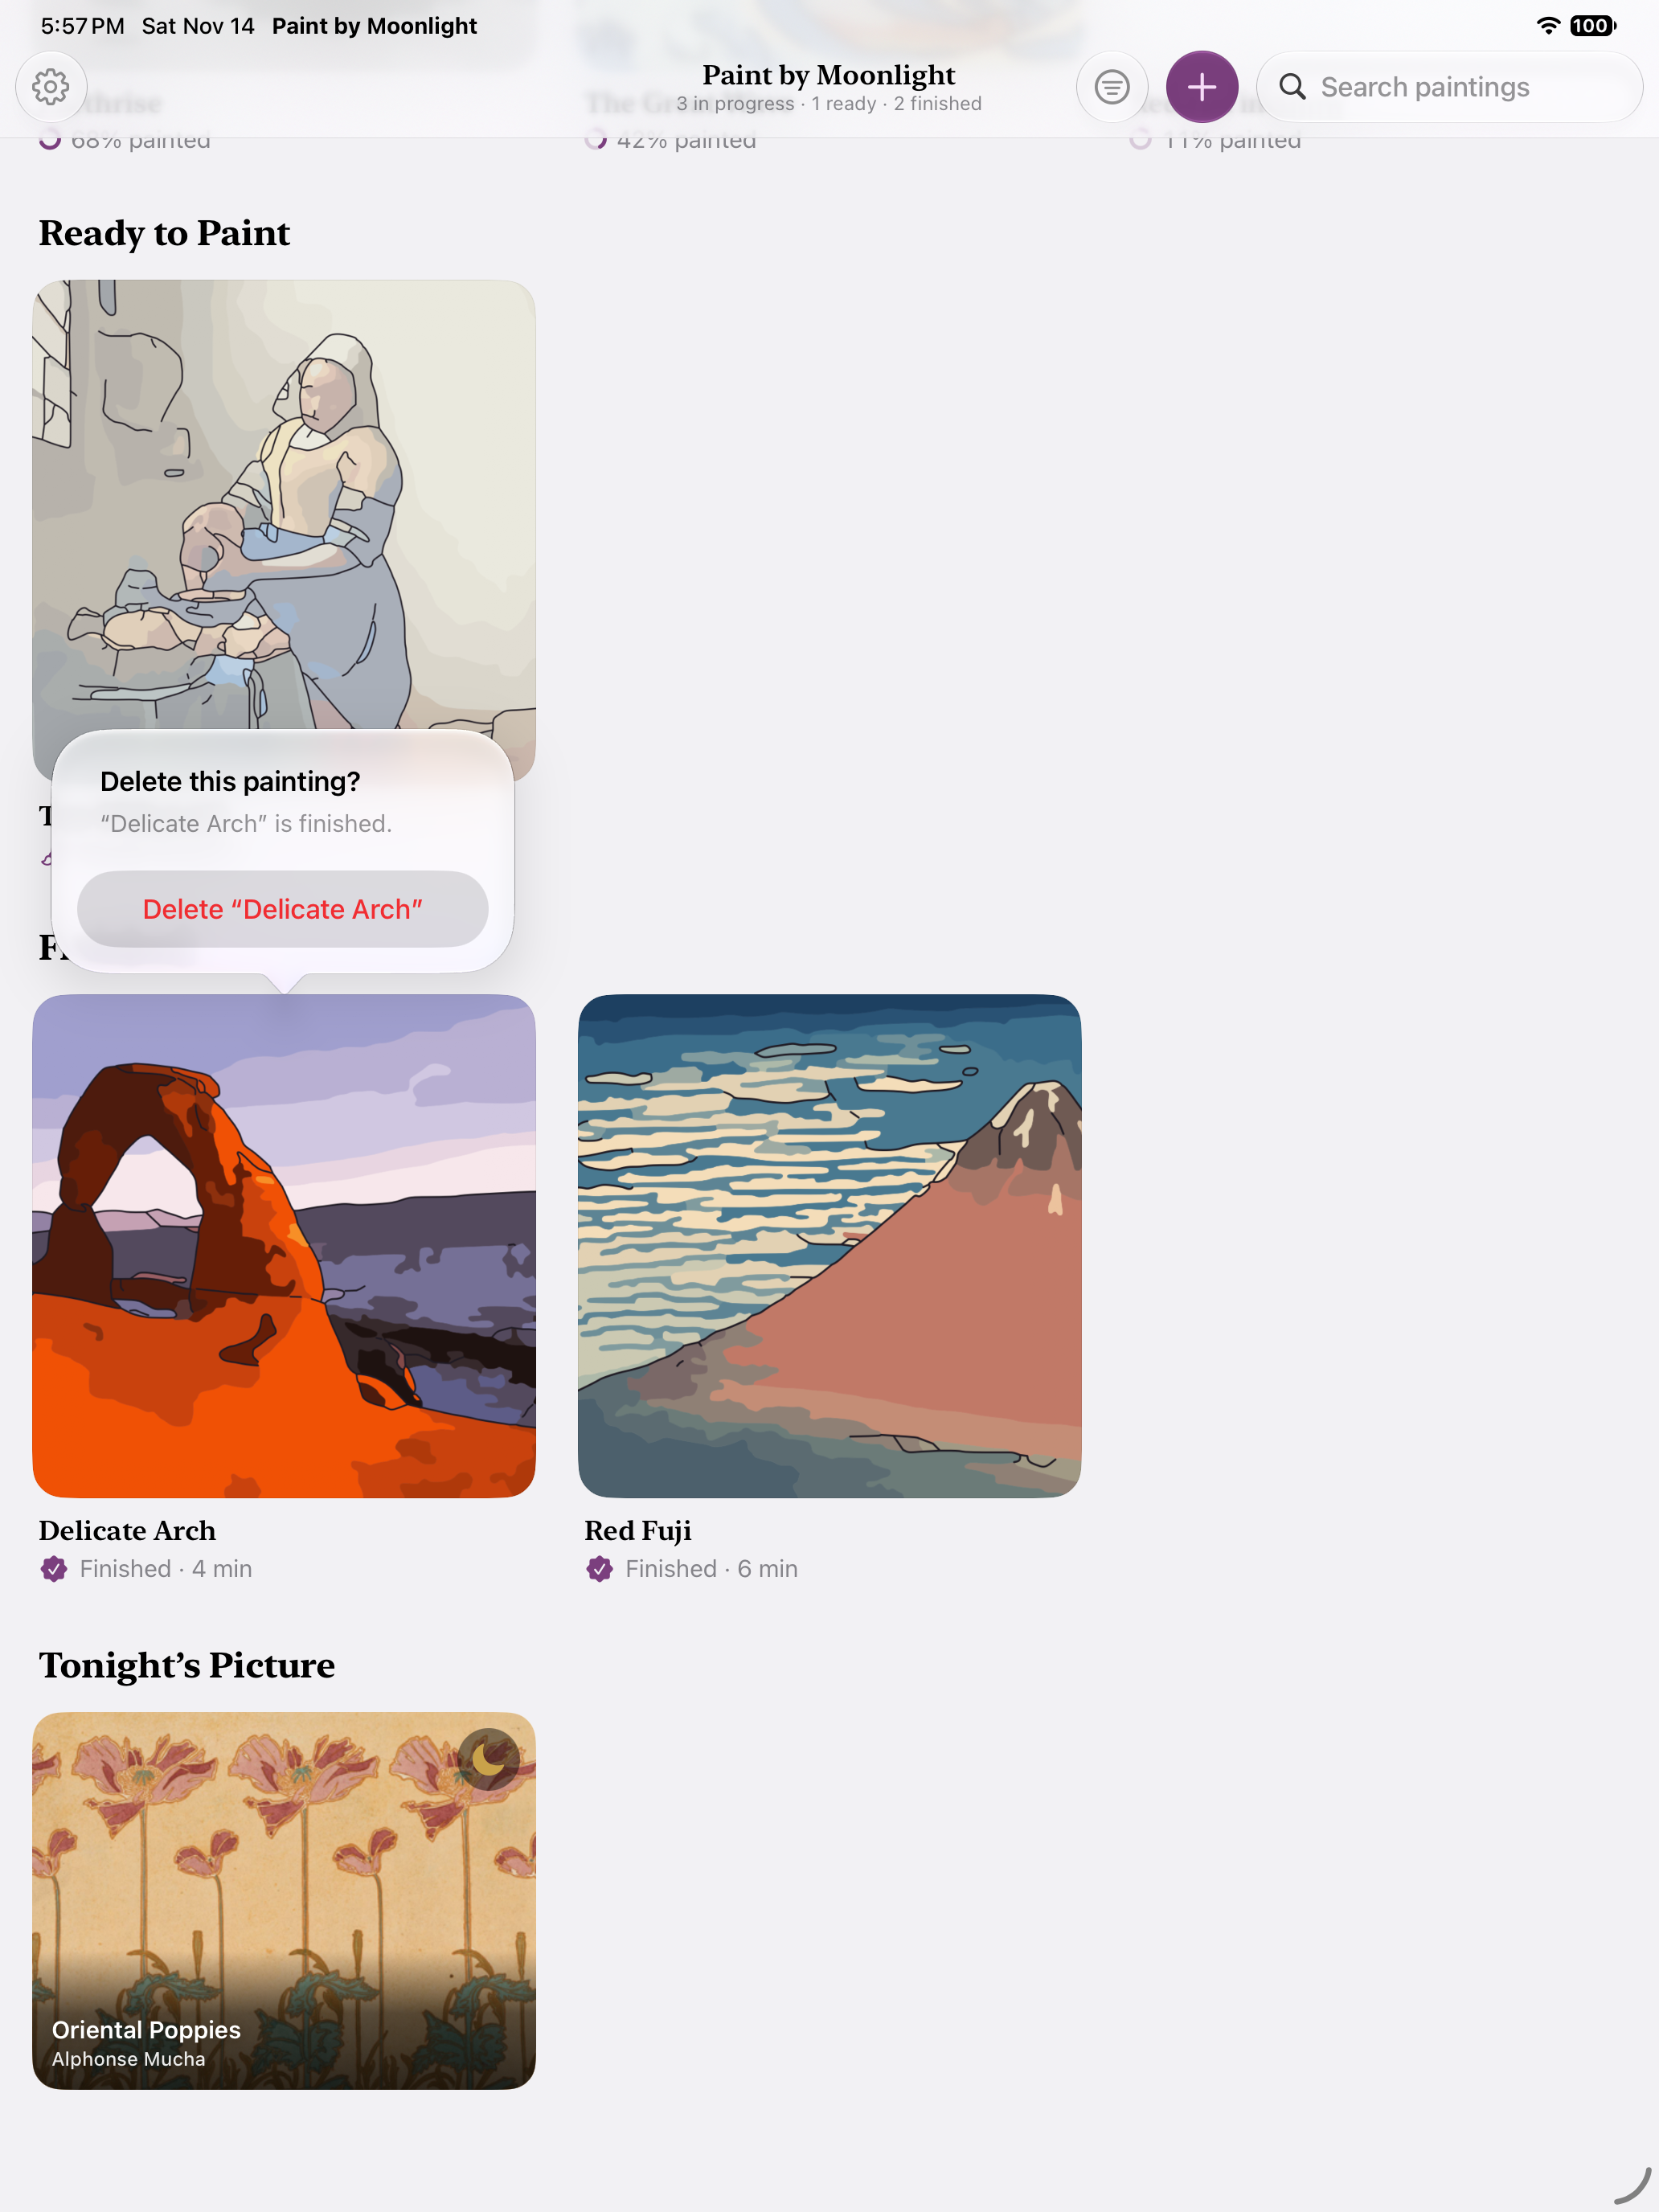 5:57 PM Sat Nov 14 Paint by Moonlight
100
Paint by Moonlight
3 in progress · 1 ready · 2 finished
Search paintings
The Great Wave
68% painted
42% painted
11% painted
Ready to Paint
Delete this painting?
“Delicate Arch” is finished.
Delete “Delicate Arch”
Delicate Arch
Finished · 4 min
Red Fuji
Finished · 6 min
Tonight’s Picture
Oriental Poppies
Alphonse Mucha